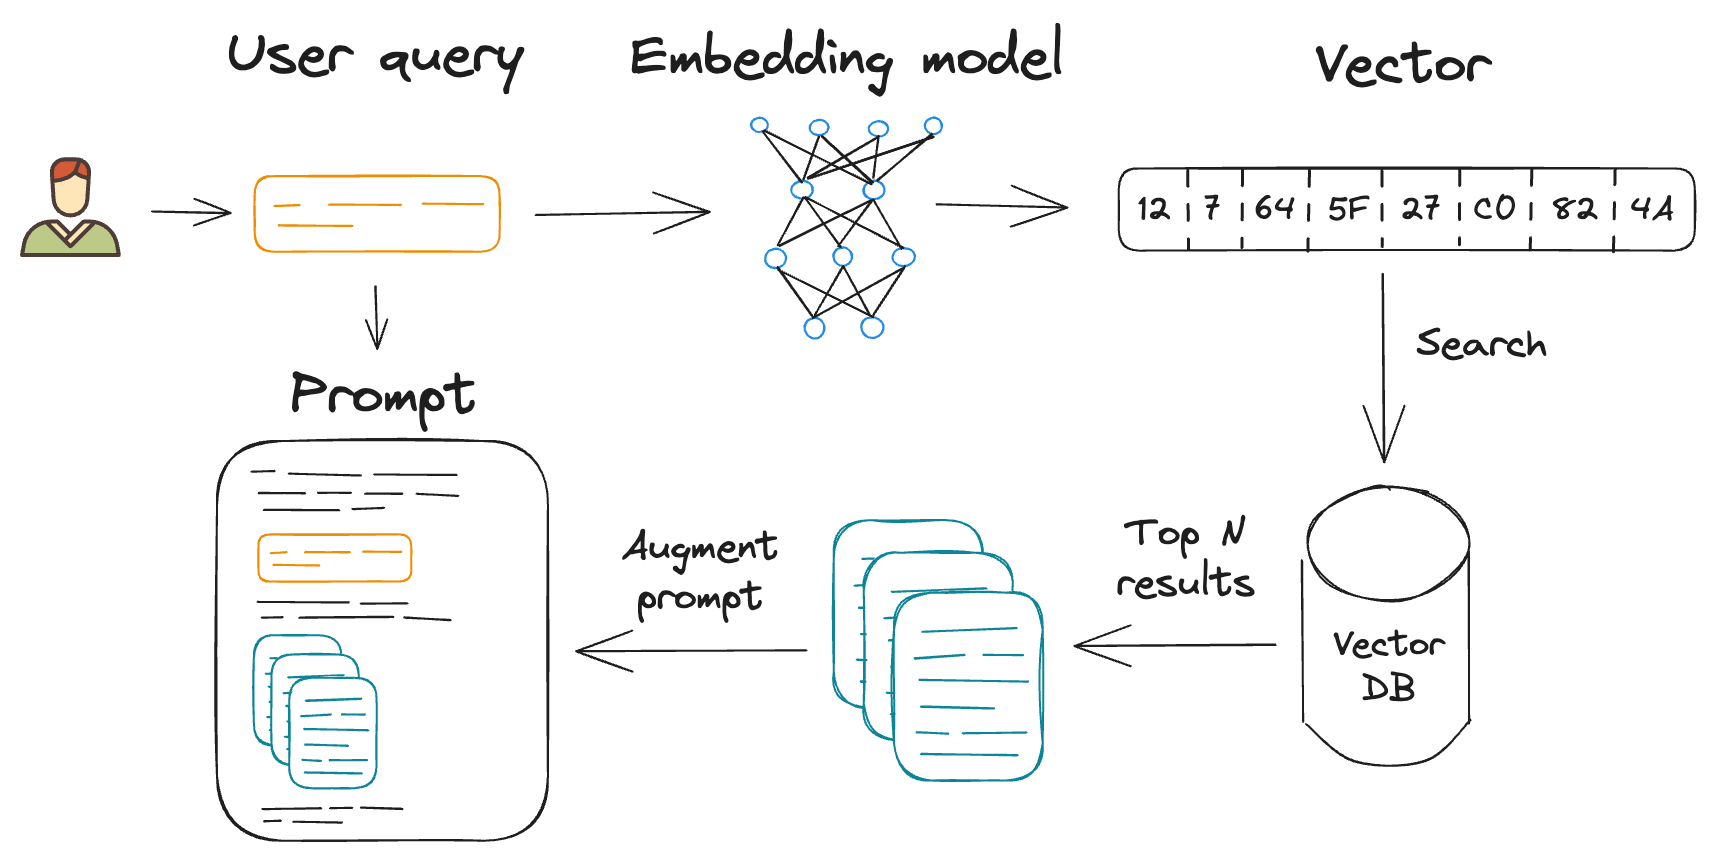 User query
Embedding model
Vector
12 7 64 5F 27 C0 82 4A
Search
Prompt
Augment
prompt
Top N
results
Vector
DB